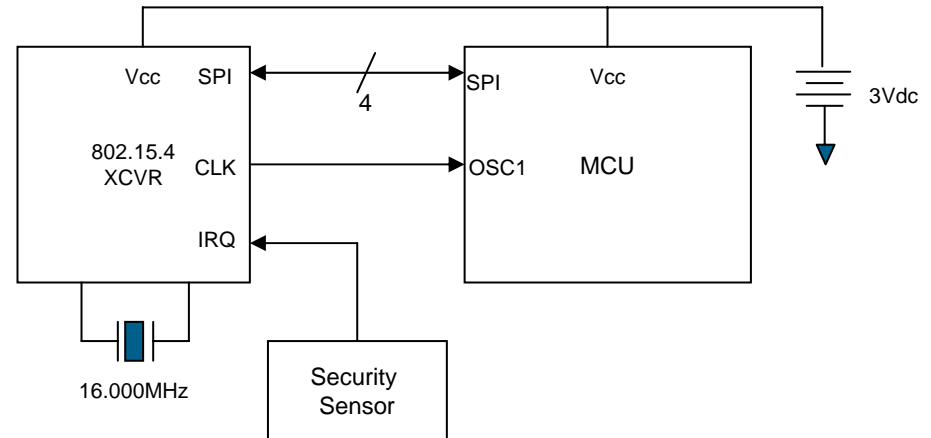 Vcc
SPI
4
SPI
Vcc
3Vdc
802.15.4
XCVR
CLK
OSC1
MCU
IRQ
16.000MHz
Security
Sensor